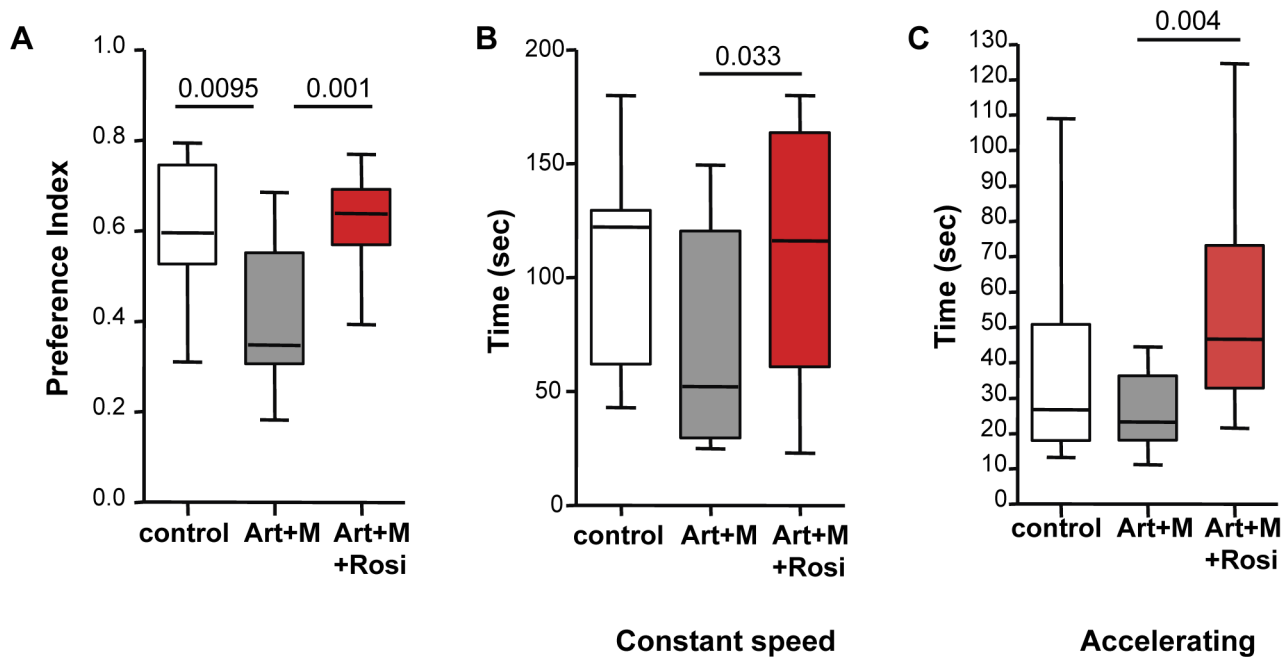 A
Preference Index
1.0
0.8
0.6
0.4
0.2
0.0
0.0095
0.001
control
Art+M
Art+M
+Rosi
B
Time (sec)
200
150
100
50
0
0.033
control
Art+M
Art+M
+Rosi
Constant speed
C
Time (sec)
130
120
110
100
90
80
70
60
50
40
30
20
10
0
0.004
control
Art+M
Art+M
+Rosi
Accelerating